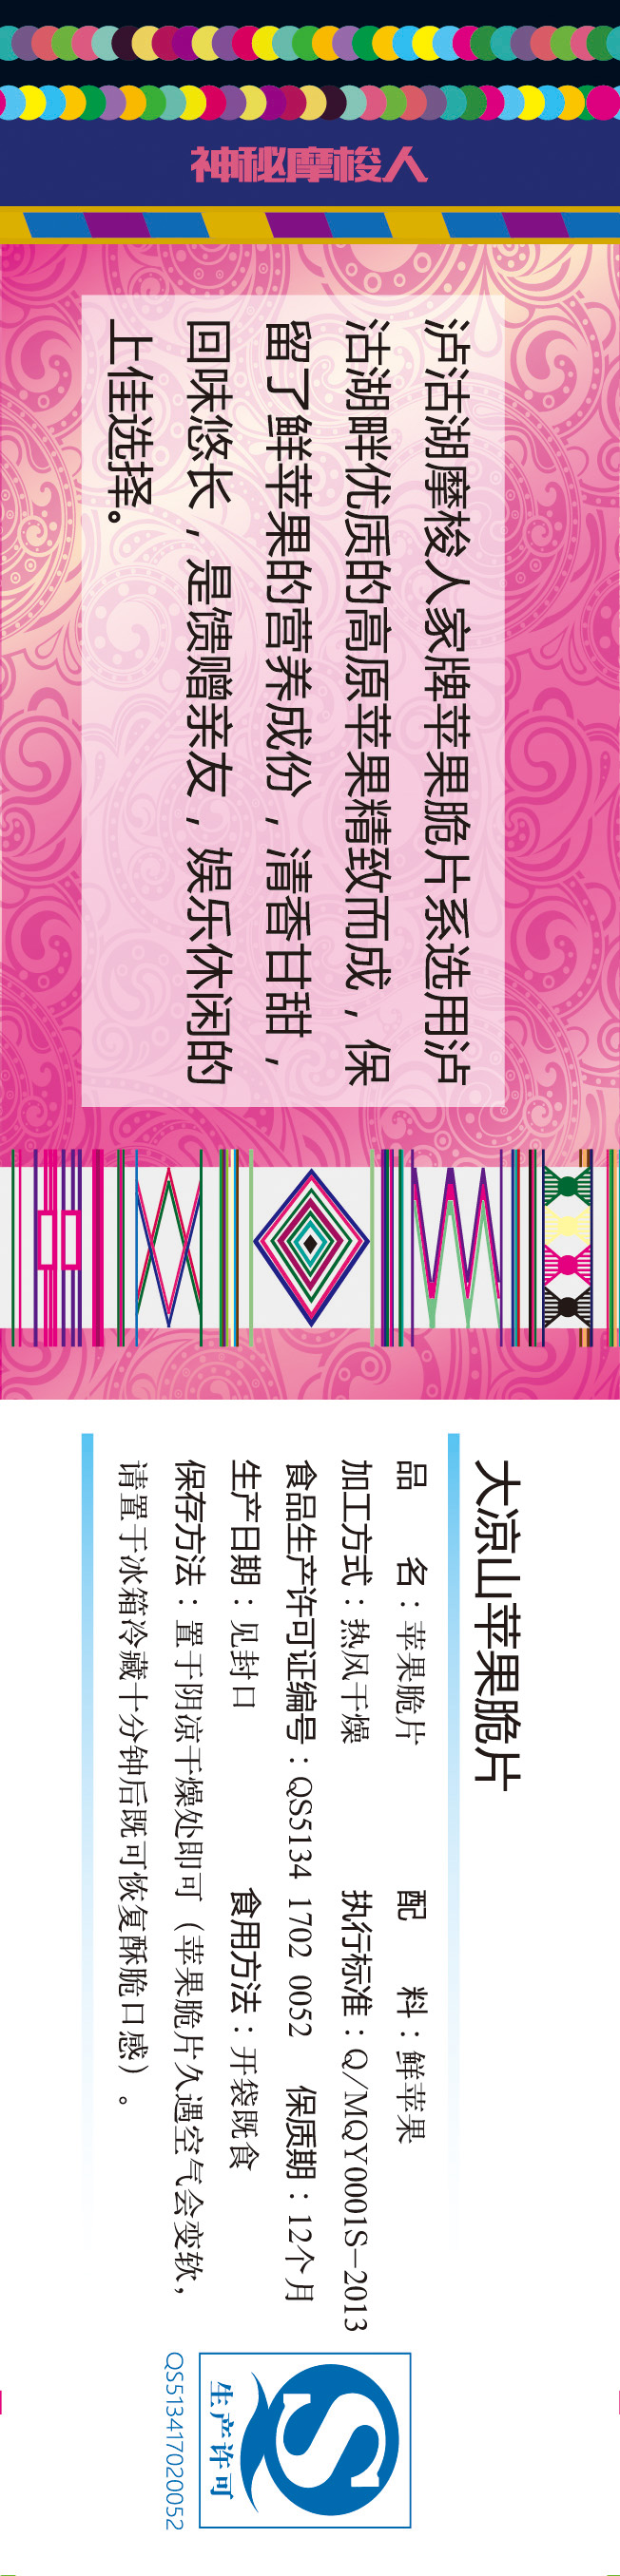 神秘摩梭人
泸沽湖摩梭人家牌苹果脆片系选用泸
沽湖畔优质的高原苹果精致而成，保
留了鲜苹果的营养成份，清香甘甜，
回味悠长，是馈赠亲友，娱乐休闲的
上佳选择。
大凉山苹果脆片
品 名：苹果脆片 配 料：鲜苹果
加工方式：热风干燥 执行标准：Q/MQY0001S-2013
食品生产许可证编号：QS5134 1702 0052 保质期：12个月
生产日期：见封口 食用方法：开袋既食
保存方法：置于阴凉干燥处即可（苹果脆片久遇空气会变软，
请置于冰箱冷藏十分钟后既可恢复酥脆口感）。
S
生产许可
QS513417020052